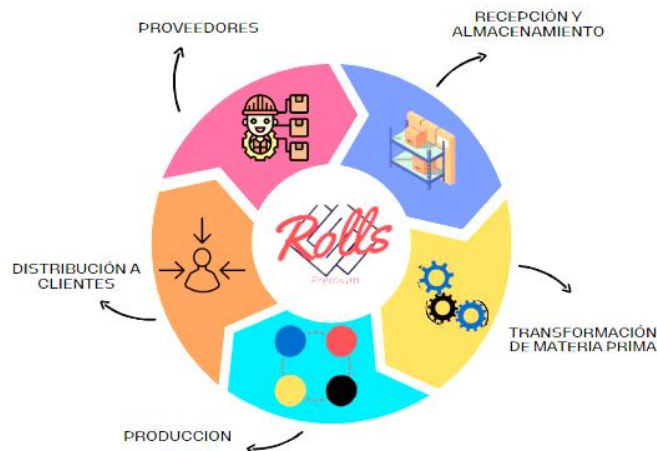 PROVEEDORES
RECEPCIÓN Y
ALMACENAMIENTO
Rolls
Premium
DISTRIBUCIÓN A
CLIENTES
TRANSFORMACIÓN
DE MATERIA PRIMA
PRODUCCION